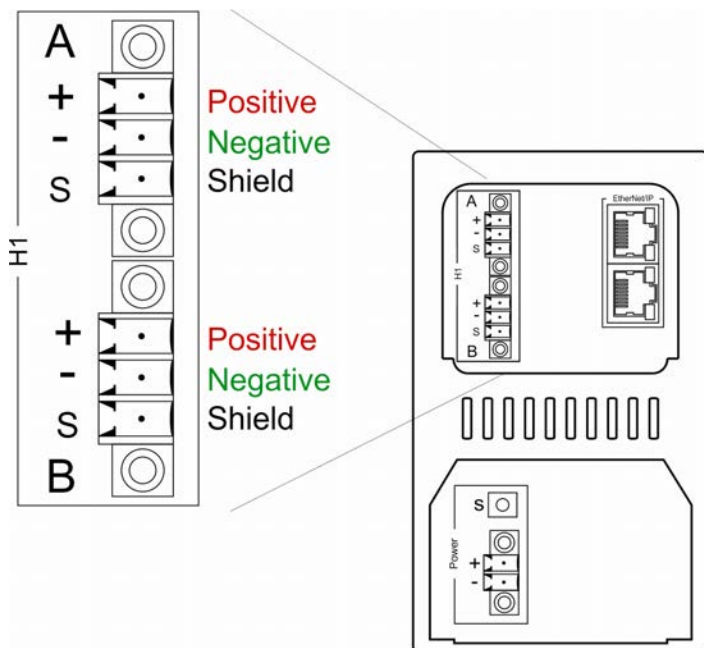 A
+ Positive
- Negative
S Shield
H1
+ Positive
- Negative
S Shield
B
EtherNet/IP
A
+
-
S
H1
+
-
S
B
S
Power
+
-